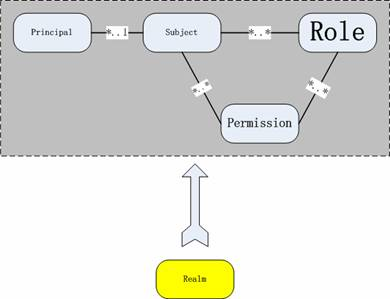 Principal
*..1
Subject
*..*
Role
*..*
*..*
Permission
Realm